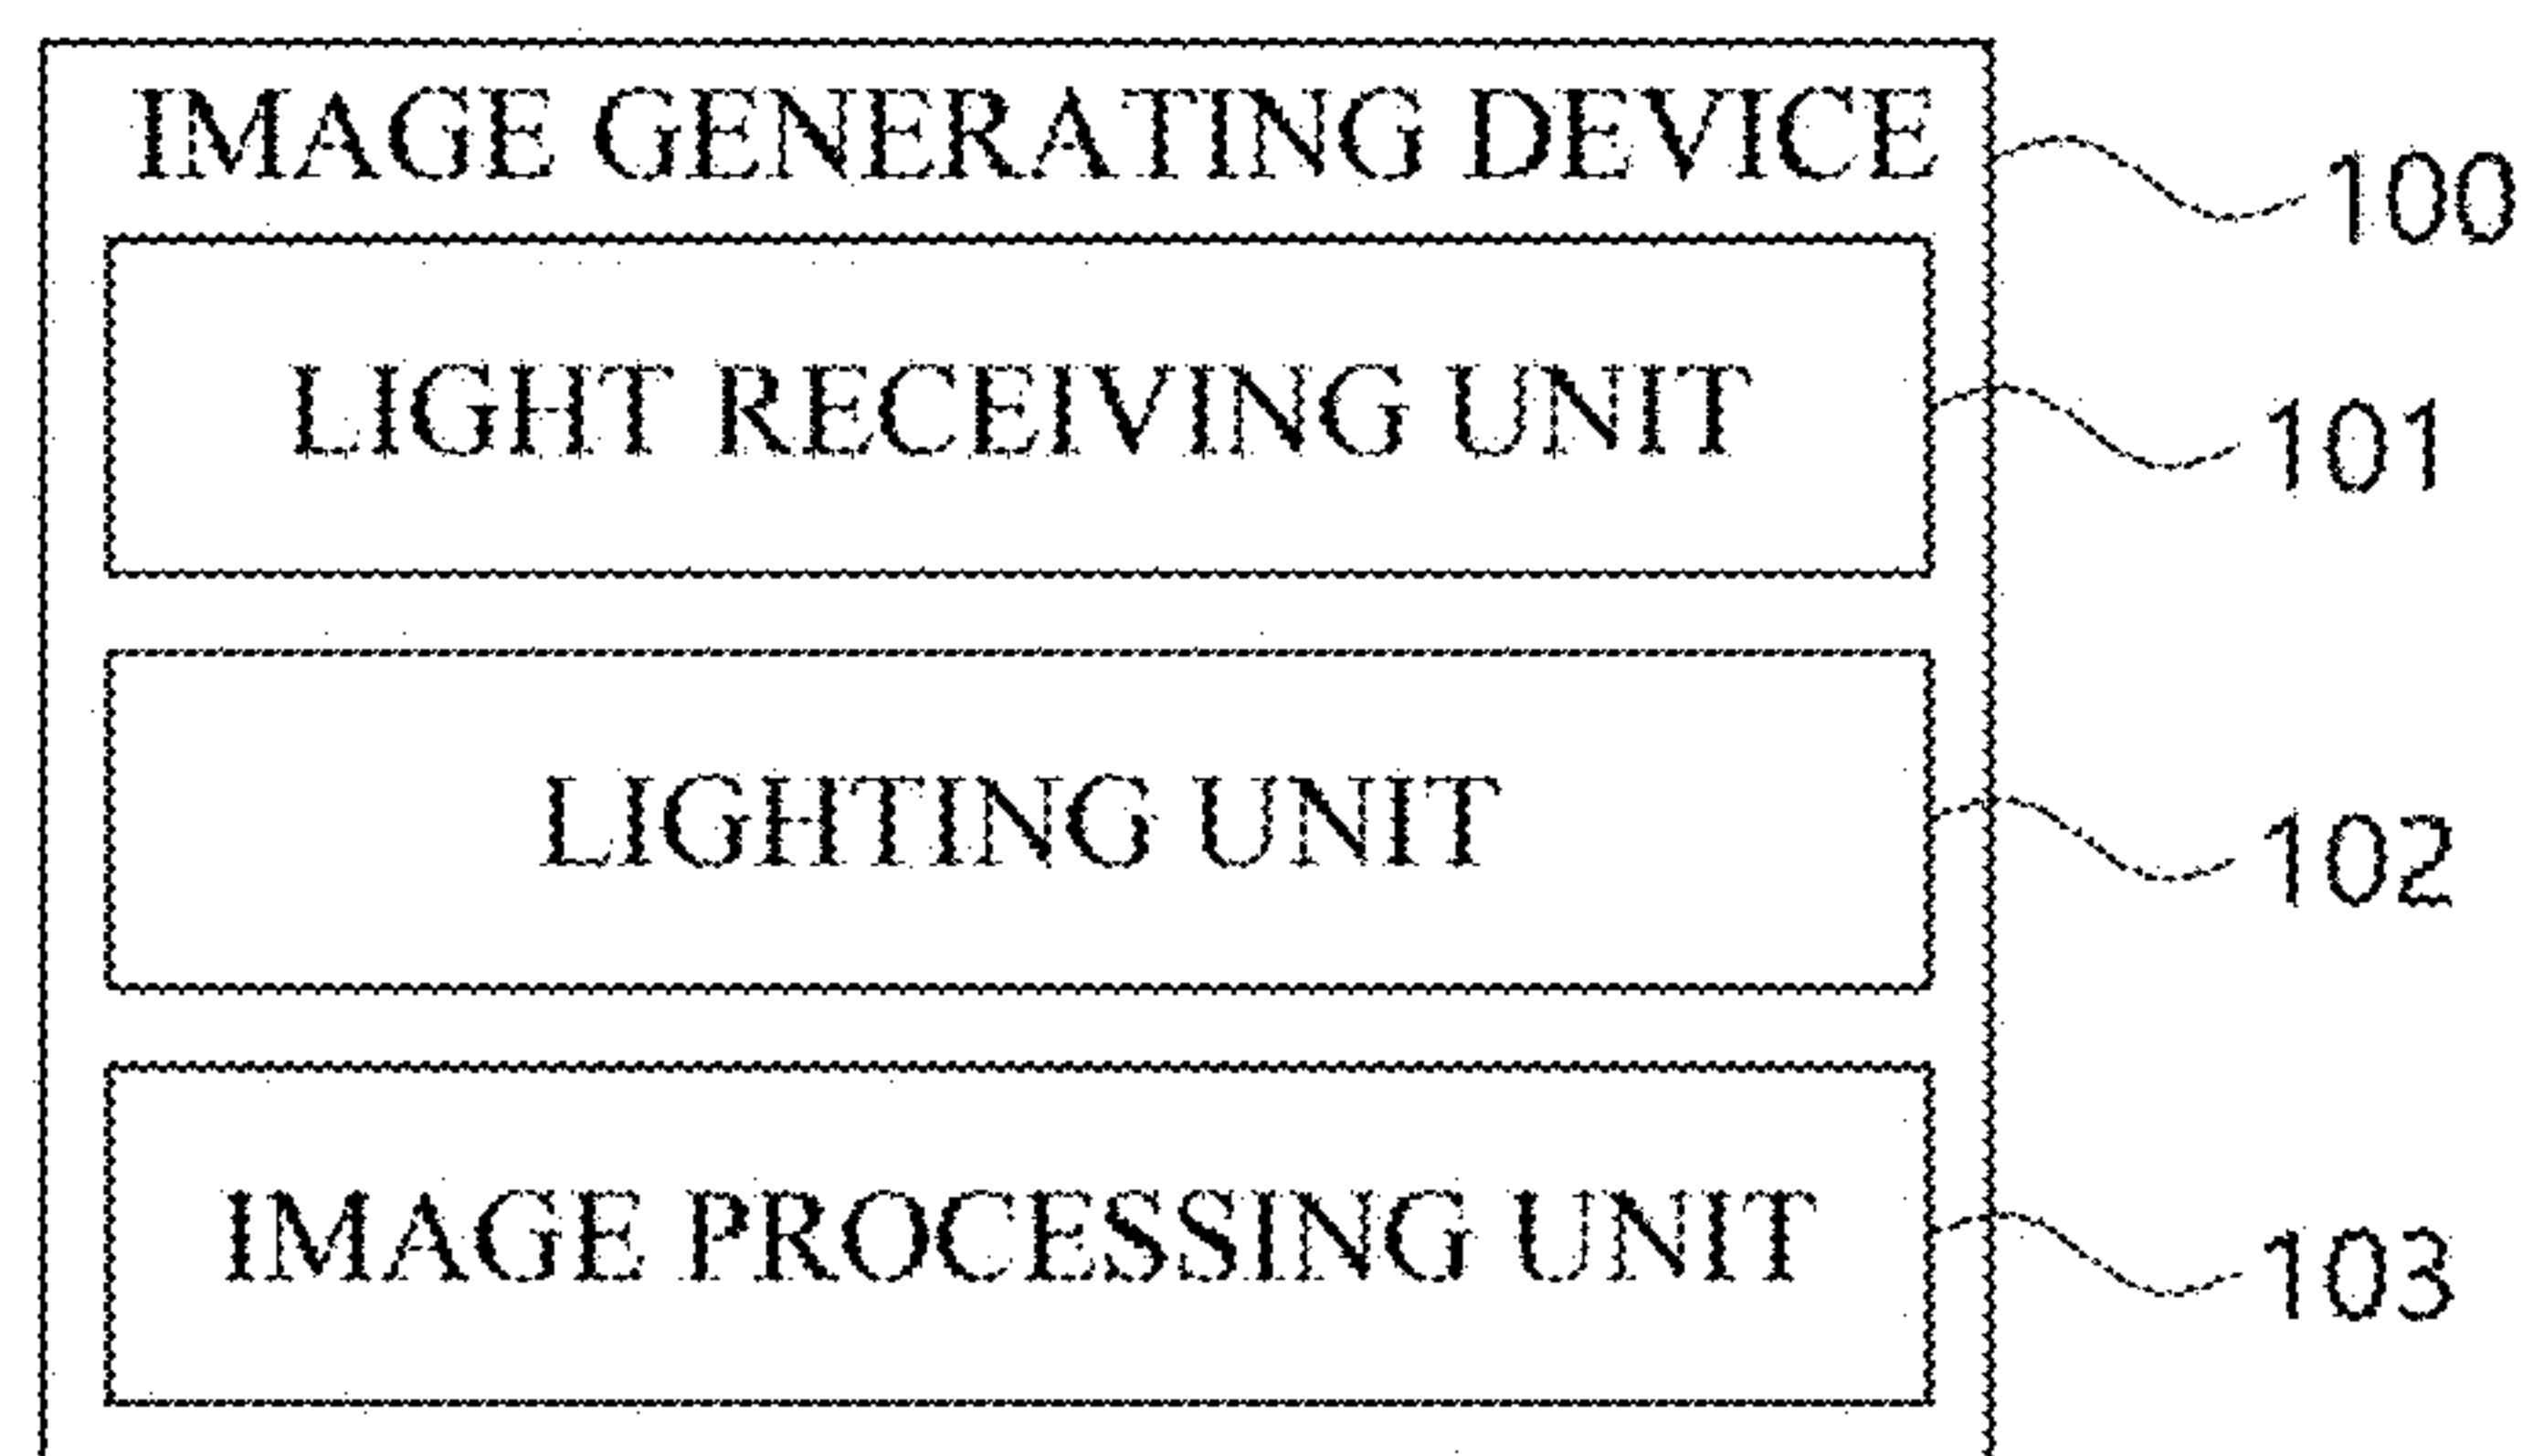 IMAGE GENERATING DEVICE
100
LIGHT RECEIVING UNIT
101
LIGHTING UNIT
102
IMAGE PROCESSING UNIT
103